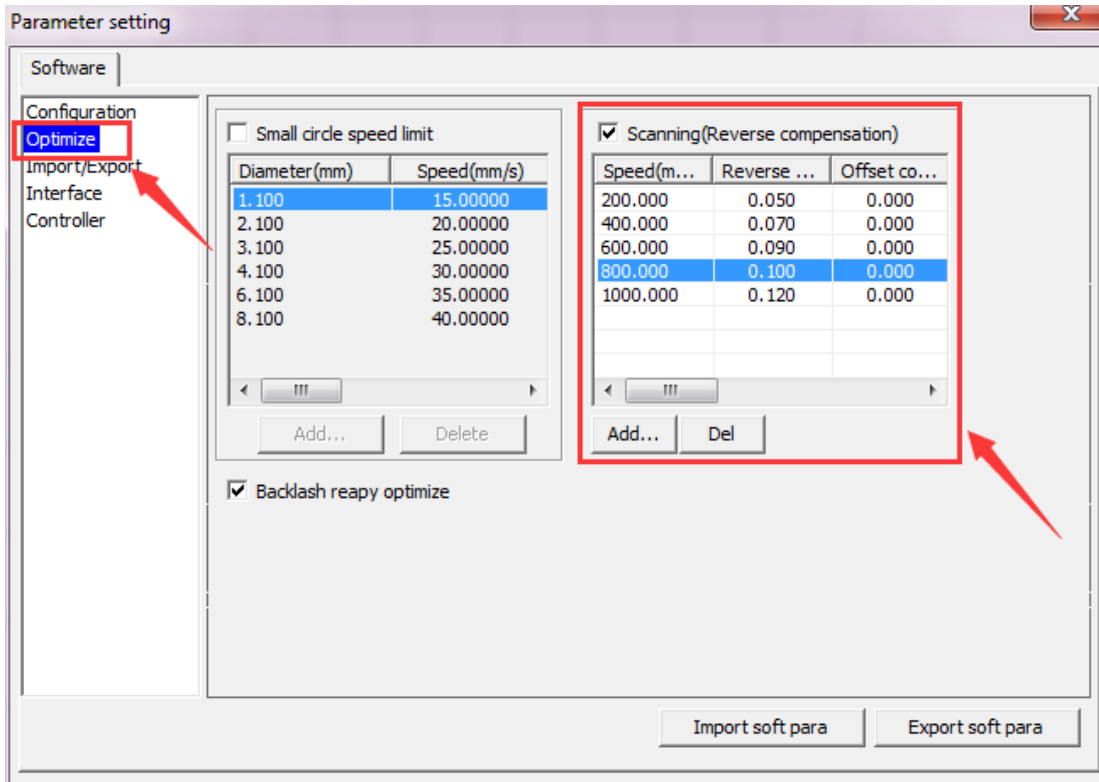 Parameter setting
Software
Configuration
Optimize
Import/Export
Interface
Controller
Small circle speed limit
Diameter(mm) Speed(mm/s)
1.100 15.00000
2.100 20.00000
3.100 25.00000
4.100 30.00000
6.100 35.00000
8.100 40.00000
Add... Delete
Scanning(Reverse compensation)
Speed(m... Reverse ... Offset co...
200.000 0.050 0.000
400.000 0.070 0.000
600.000 0.090 0.000
800.000 0.100 0.000
1000.000 0.120 0.000
Add... Del
Backlash reapy optimize
Import soft para Export soft para